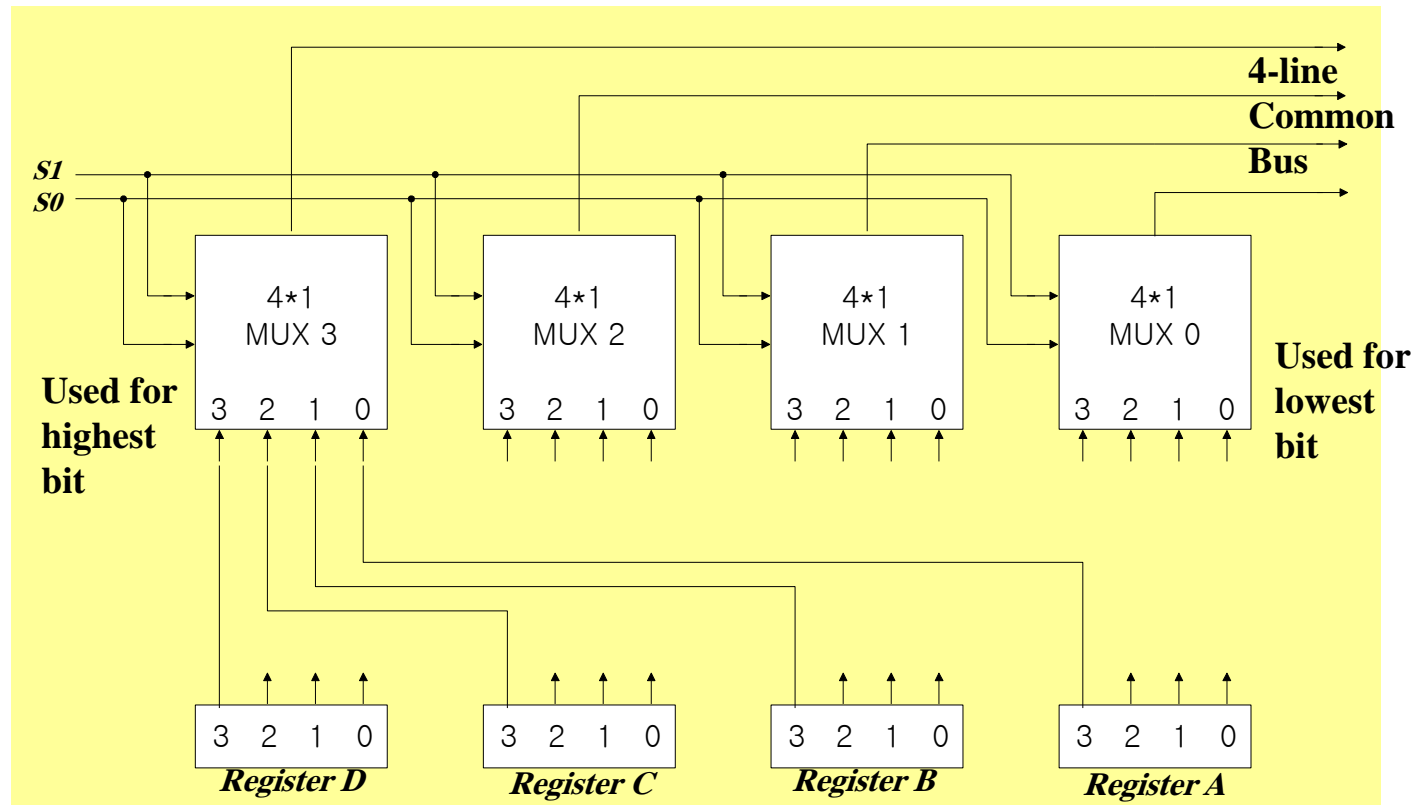 4-line
Common
Bus
S1
S0
4*1
MUX 3
4*1
MUX 2
4*1
MUX 1
4*1
MUX 0
Used for
highest
bit
Used for
lowest
bit
3 2 1 0
3 2 1 0
3 2 1 0
3 2 1 0
3 2 1 0
3 2 1 0
3 2 1 0
3 2 1 0
Register D
Register C
Register B
Register A